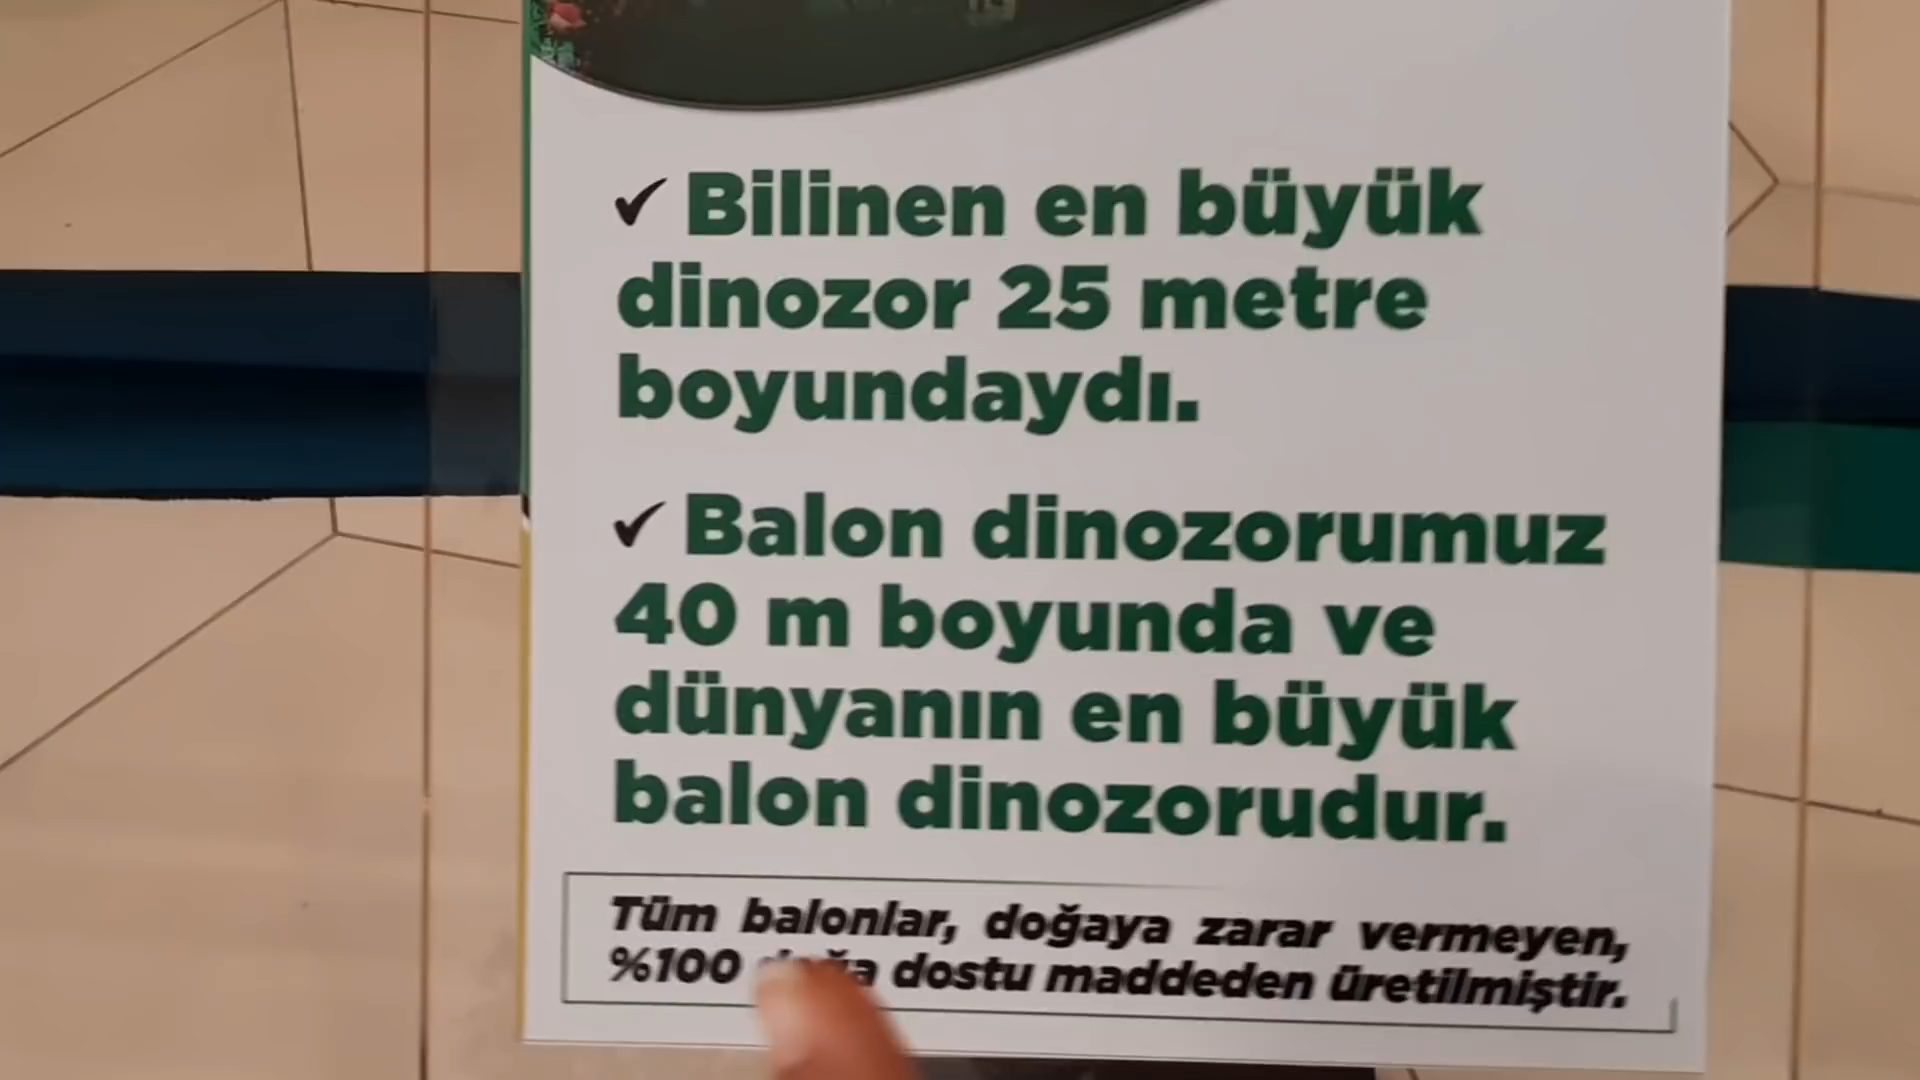 ✓ Bilinen en büyük
dinozor 25 metre
boyundaydı.
✓ Balon dinozorumuz
40 m boyunda ve
dünyanın en büyük
balon dinozorudur.
Tüm balonlar, doğaya zarar vermeyen,
%100 doğa dostu maddeden üretilmiştir.